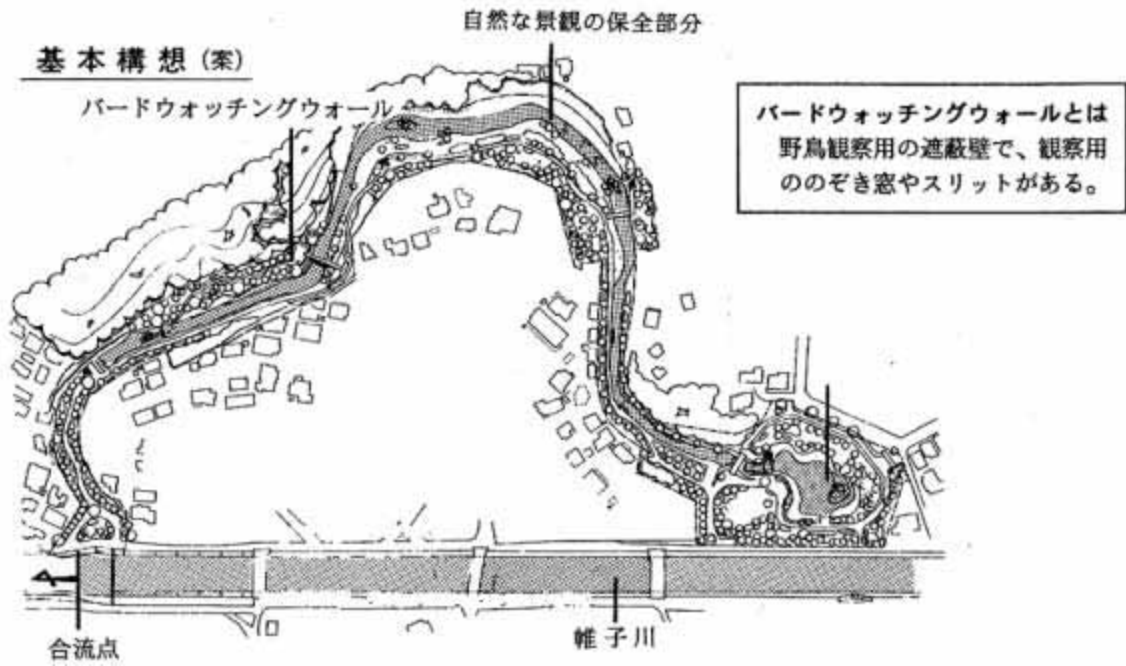 自然な景観の保全部分
基本構想（案）
バードウォッチングウォール
バードウォッチングウォールとは
野鳥観察用の遮蔽壁で、観察用
ののぞき窓やスリットがある。
合流点
帷子川